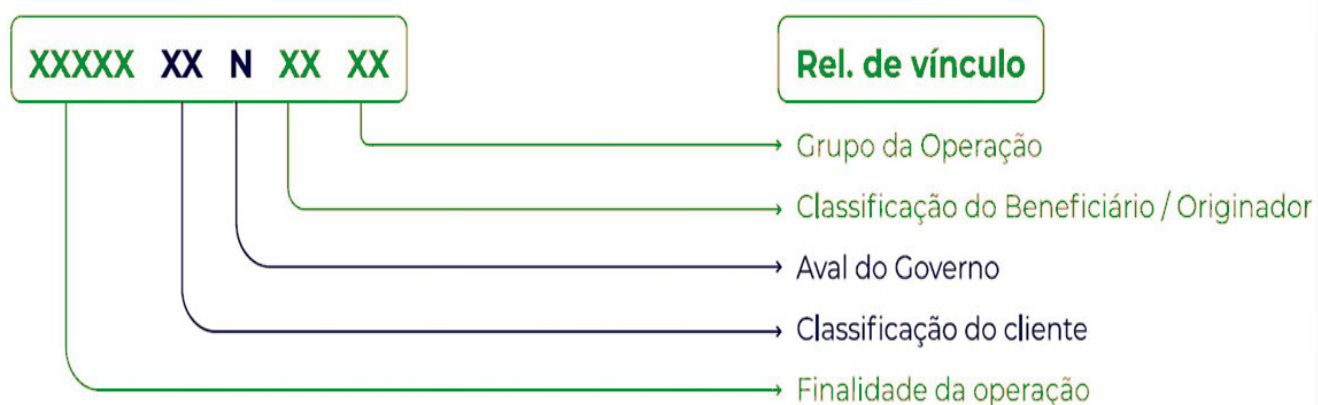 XXXXX XX N XX XX
Rel. de vínculo
Grupo da Operação
Classificação do Beneficiário / Originador
Aval do Governo
Classificação do cliente
Finalidade da operação